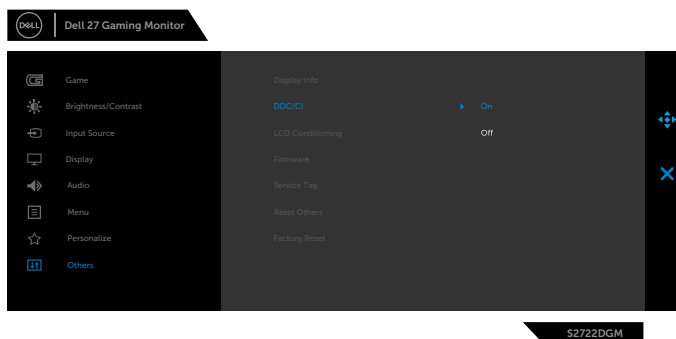 DELL
Dell 27 Gaming Monitor
Game
Brightness/Contrast
Input Source
Display
Audio
Menu
Personalize
Others
Display Info
DDC/CI
On
LCD Conditioning
Off
Firmware
Service Tag
Reset Others
Factory Reset
S2722DGM